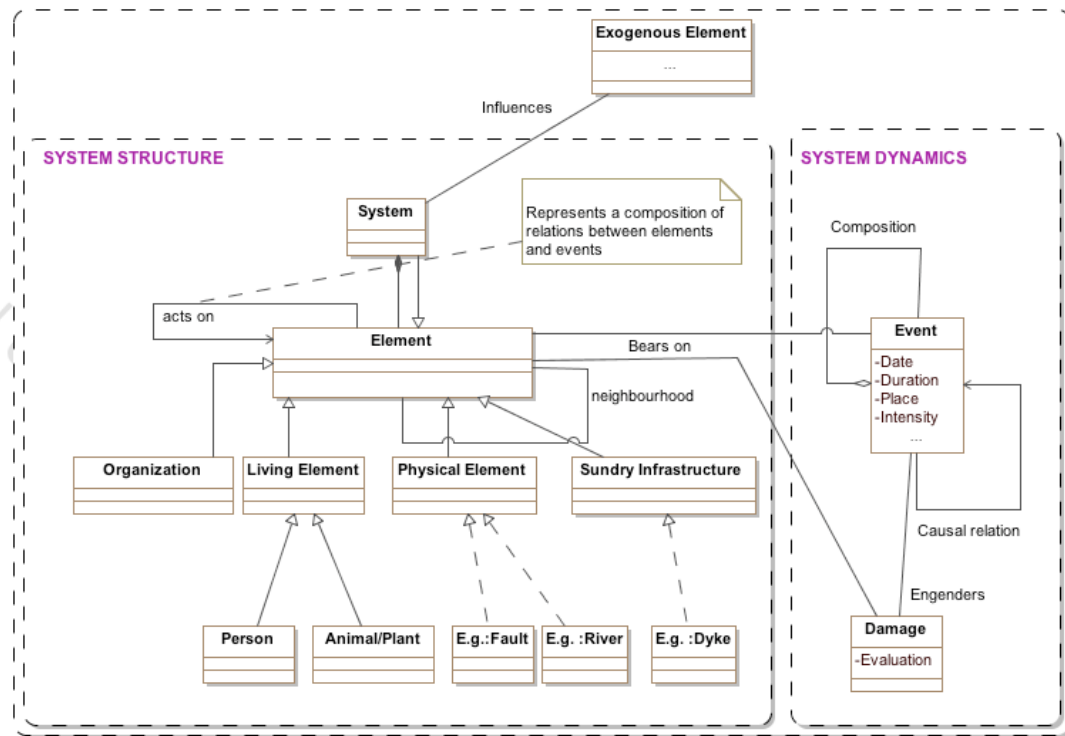 Exogenous Element
...
Influences
SYSTEM STRUCTURE
SYSTEM DYNAMICS
System
Represents a composition of
relations between elements
and events
Composition
acts on
Element
Bears on
Event
-Date
-Duration
-Place
-Intensity
...
neighbourhood
Organization
Living Element
Physical Element
Sundry Infrastructure
Causal relation
Engenders
Person
Animal/Plant
E.g.:Fault
E.g. :River
E.g. :Dyke
Damage
-Evaluation